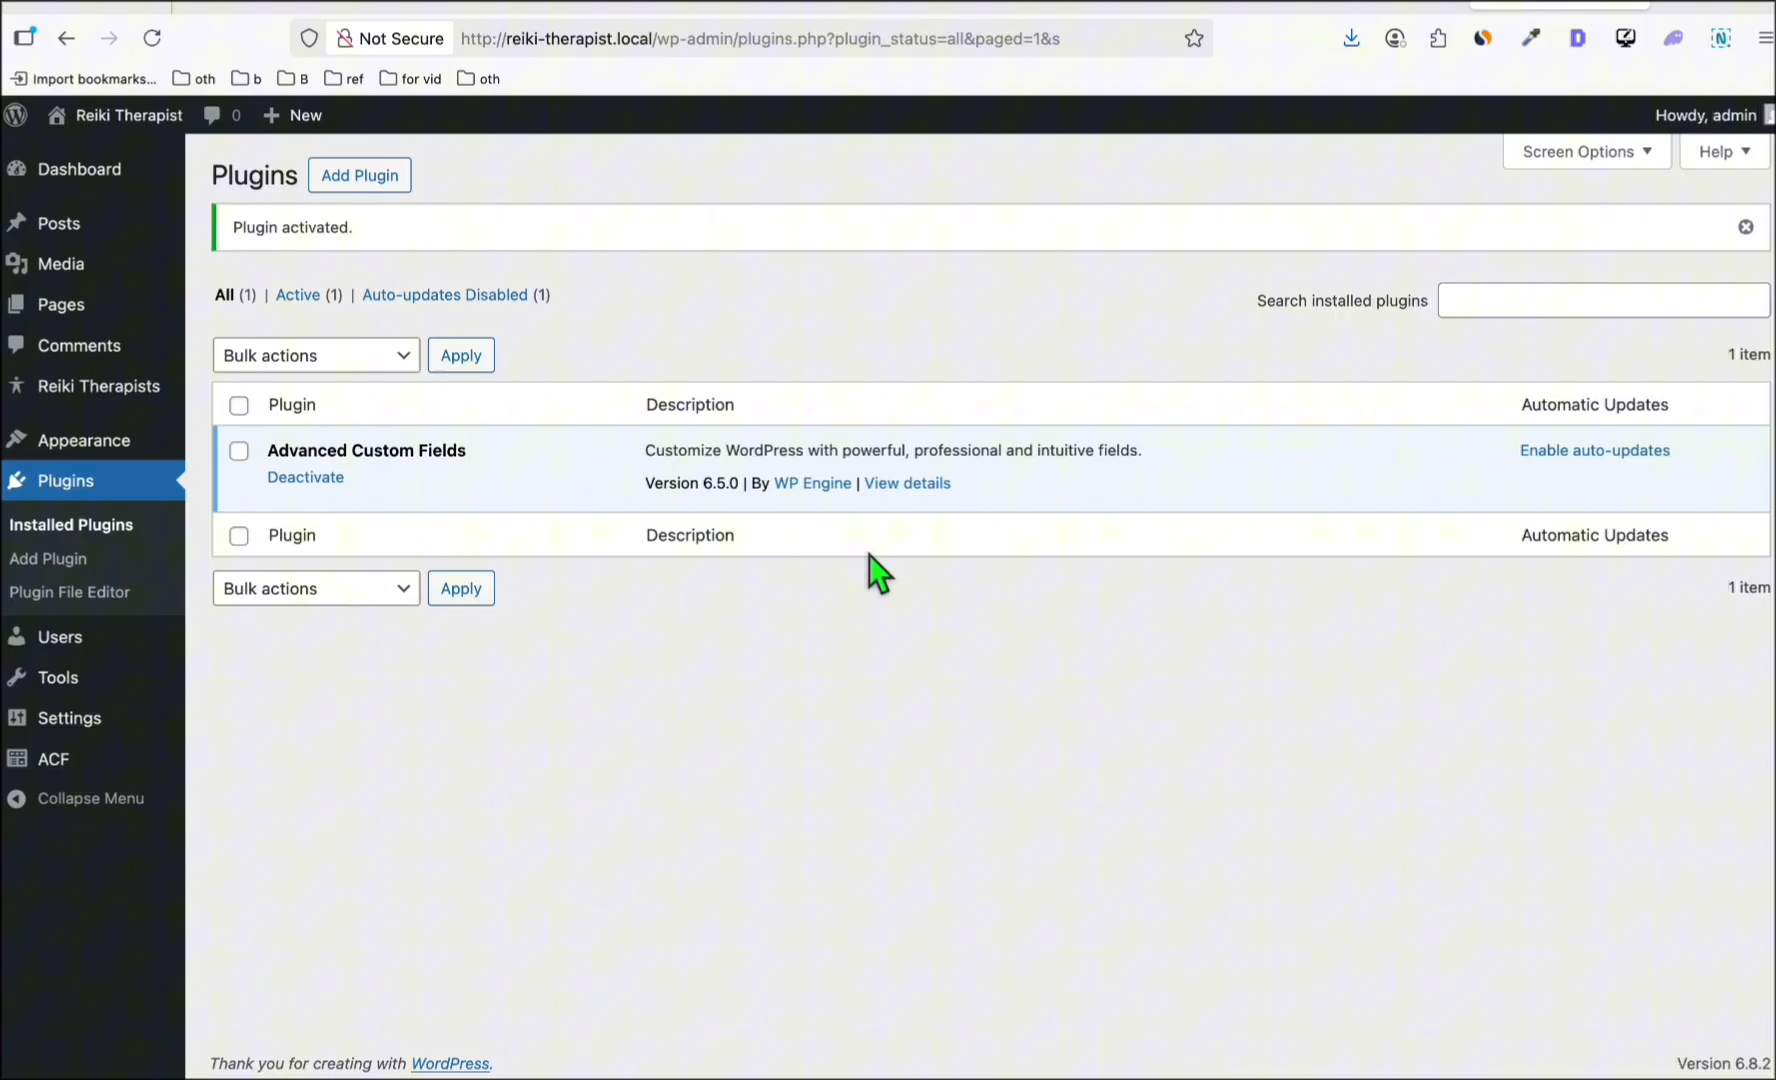 Not Secure http://reiki-therapist.local/wp-admin/plugins.php?plugin_status=all&paged=1&s
Import bookmarks... oth b B ref for vid oth
Reiki Therapist 0 + New Howdy, admin
Screen Options Help
Dashboard
Posts
Media
Pages
Comments
Reiki Therapists
Appearance
Plugins
Installed Plugins
Add Plugin
Plugin File Editor
Users
Tools
Settings
ACF
Collapse Menu
Plugins Add Plugin
Plugin activated.
All (1) | Active (1) | Auto-updates Disabled (1)
Search installed plugins
Bulk actions Apply 1 item
Plugin Description Automatic Updates
Advanced Custom Fields Customize WordPress with powerful, professional and intuitive fields. Enable auto-updates
Deactivate Version 6.5.0 | By WP Engine | View details
Plugin Description Automatic Updates
Bulk actions Apply 1 item
Thank you for creating with WordPress. Version 6.8.2